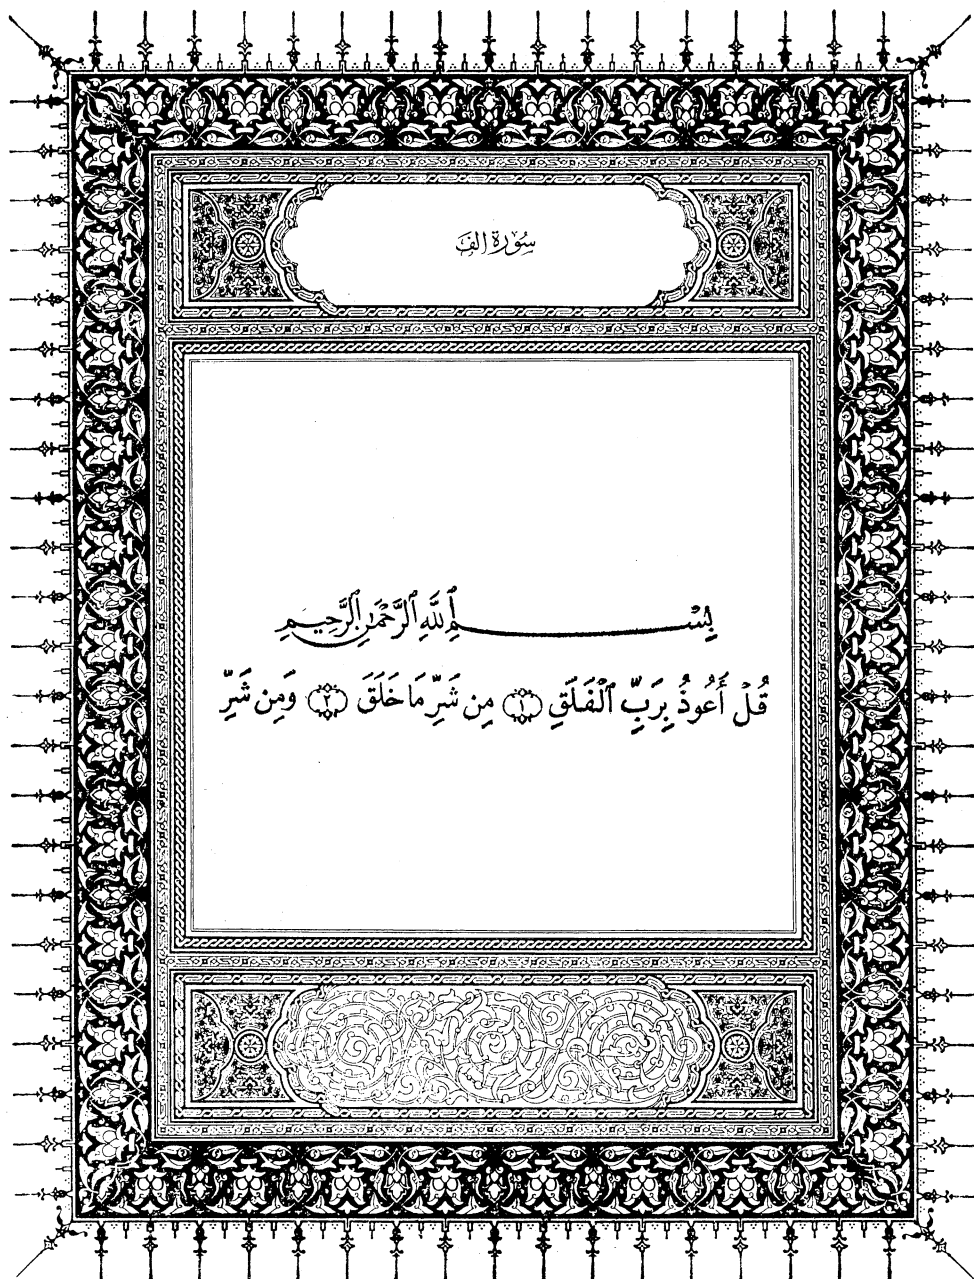 سُورَة الفَ
بِسْمِ ٱللَّهِ ٱلرَّحْمَٰنِ ٱلرَّحِيمِ
قُلْ أَعُوذُ بِرَبِّ ٱلْفَلَقِ ١ مِن شَرِّ مَا خَلَقَ ٢ وَمِن شَرِّ